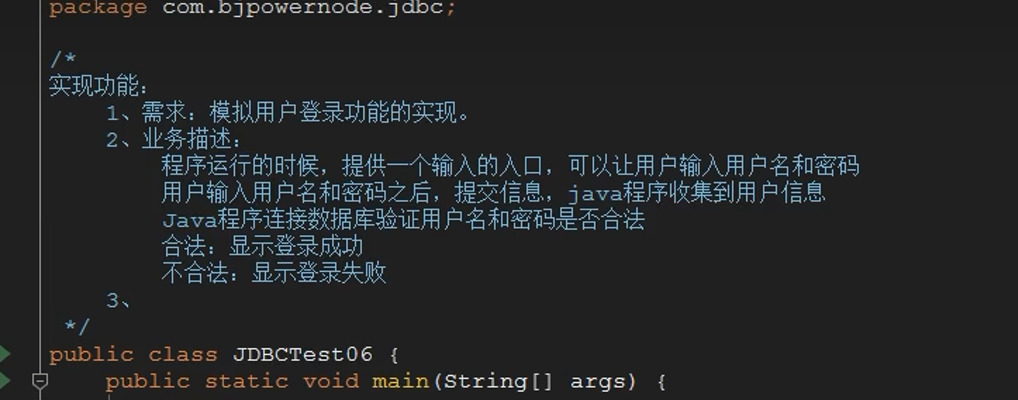 package com.bjpowernode.jdbc;
/*
实现功能：
1、需求：模拟用户登录功能的实现。
2、业务描述：
程序运行的时候，提供一个输入的入口，可以让用户输入用户名和密码
用户输入用户名和密码之后，提交信息，java程序收集到用户信息
Java程序连接数据库验证用户名和密码是否合法
合法：显示登录成功
不合法：显示登录失败
3、
*/
public class JDBCTest06 {
public static void main(String[] args) {